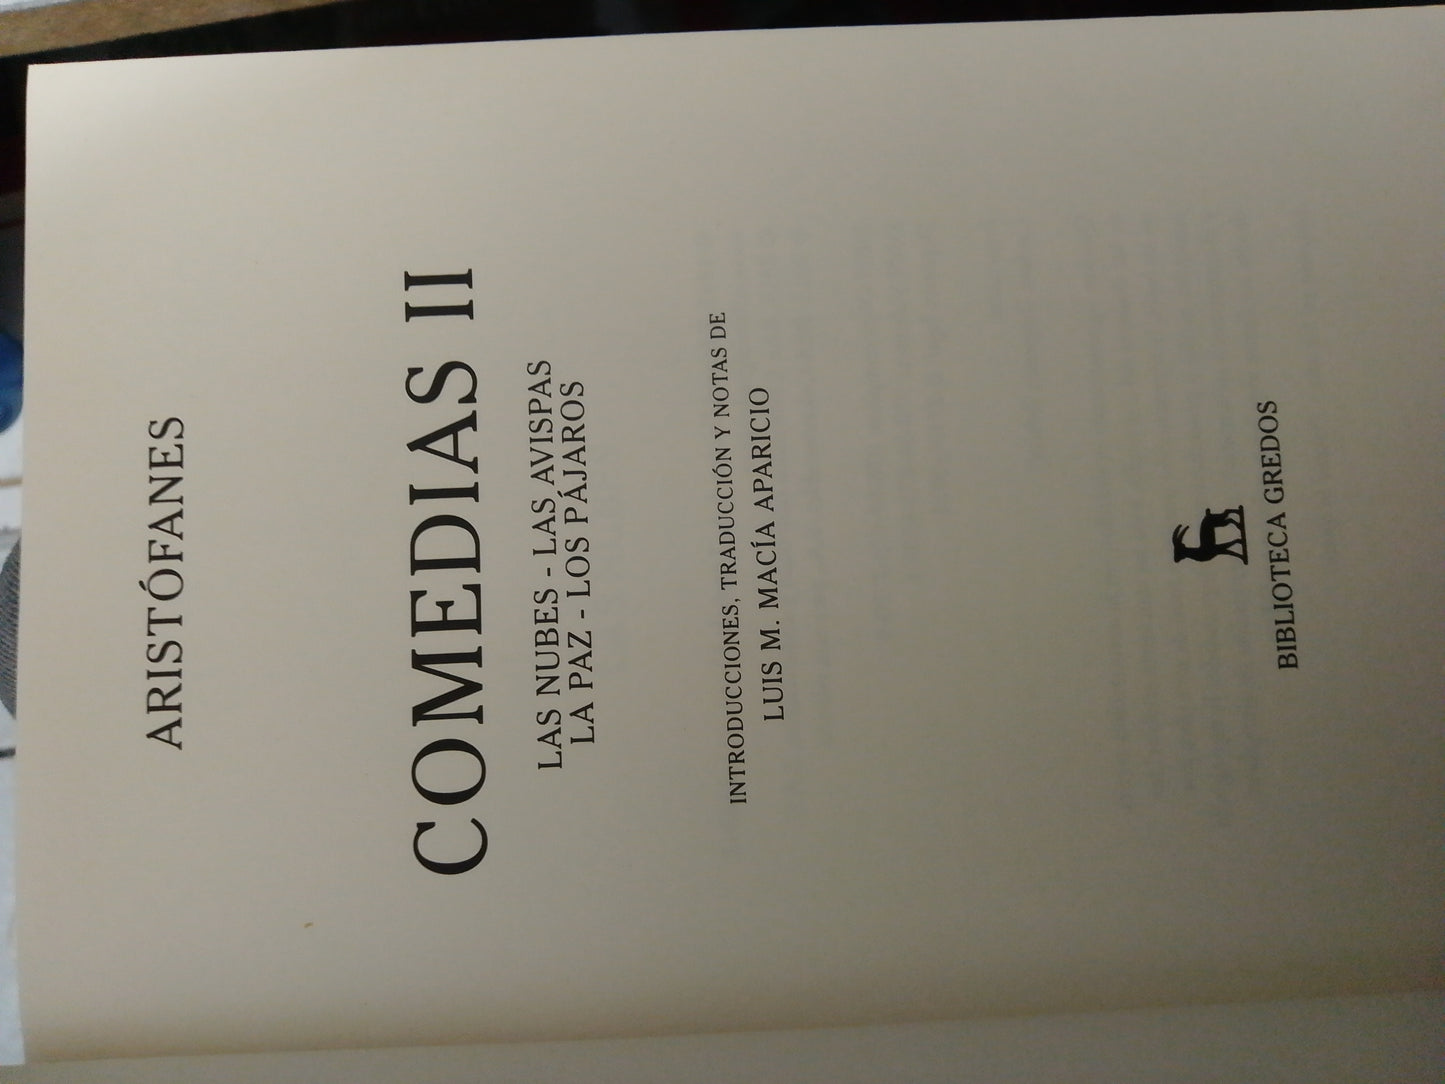 ARISTÓFANES
COMEDIAS II
LAS NUBES - LAS AVISPAS
LA PAZ - LOS PÁJAROS
INTRODUCCIONES, TRADUCCIÓN Y NOTAS DE
LUIS M. MACÍA APARICIO
BIBLIOTECA GREDOS